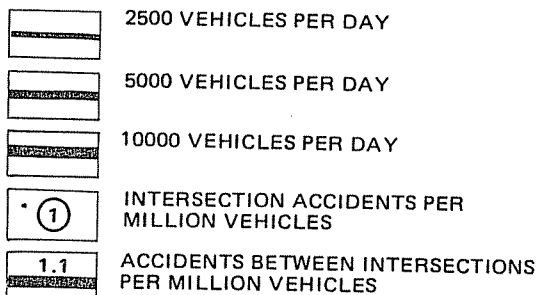 2500 VEHICLES PER DAY
5000 VEHICLES PER DAY
10000 VEHICLES PER DAY
1
INTERSECTION ACCIDENTS PER
MILLION VEHICLES
1.1
ACCIDENTS BETWEEN INTERSECTIONS
PER MILLION VEHICLES